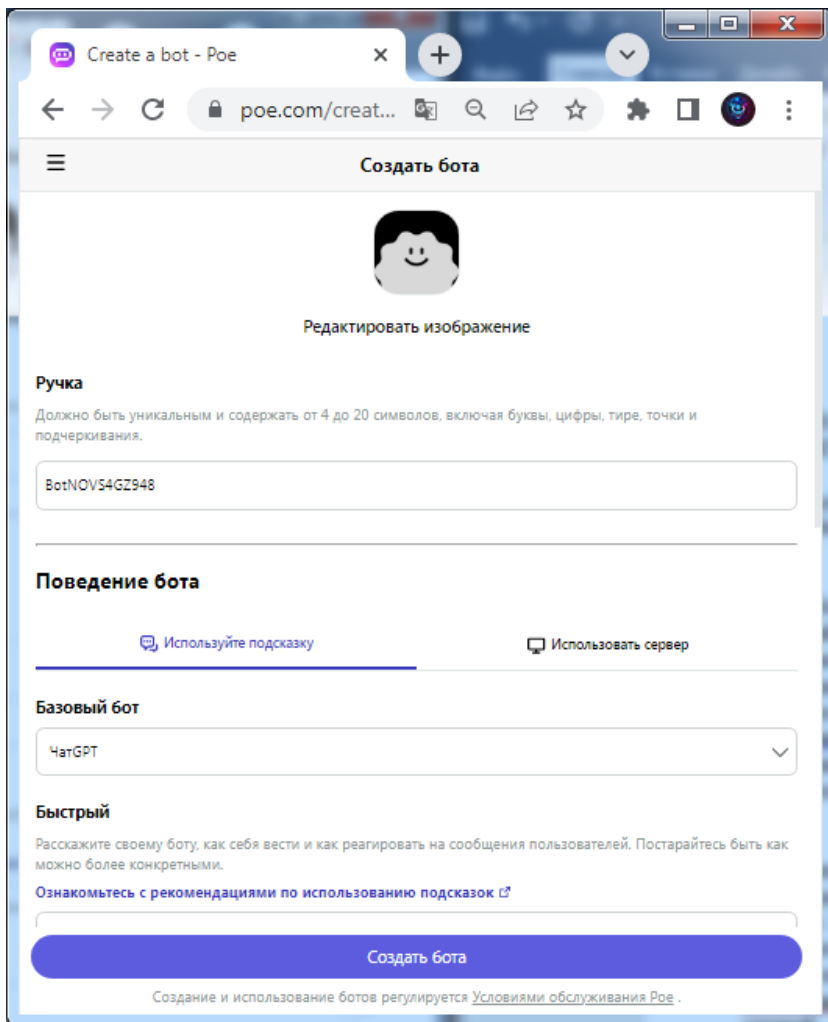 Create a bot - Poe
poe.com/creat...
Создать бота
Редактировать изображение
Ручка
Должно быть уникальным и содержать от 4 до 20 символов, включая буквы, цифры, тире, точки и
подчеркивания.
BotNOVS4GZ948
Поведение бота
Используйте подсказку
Использовать сервер
Базовый бот
ЧатGPT
Быстрый
Расскажите своему боту, как себя вести и как реагировать на сообщения пользователей. Постарайтесь быть как
можно более конкретными.
Ознакомьтесь с рекомендациями по использованию подсказок
Создать бота
Создание и использование ботов регулируется Условиями обслуживания Poe .